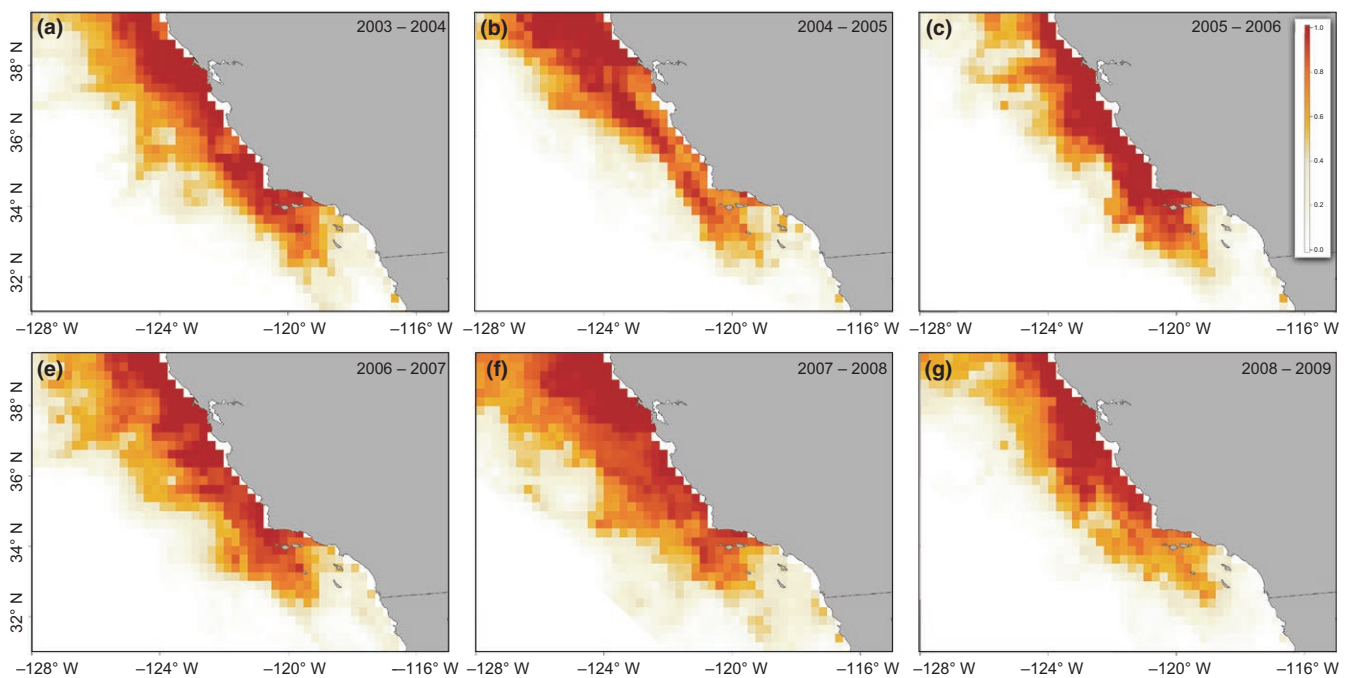 (a) 2003 – 2004
(b) 2004 – 2005
(c) 2005 – 2006
1.0
0.8
0.6
0.4
0.2
0.0
38° N
36° N
34° N
32° N
−128° W −124° W −120° W −116° W
−128° W −124° W −120° W −116° W
−128° W −124° W −120° W −116° W
(e) 2006 – 2007
(f) 2007 – 2008
(g) 2008 – 2009
38° N
36° N
34° N
32° N
−128° W −124° W −120° W −−116° W
−128° W −124° W −120° W −116° W
−128° W −124° W −120° W −116° W